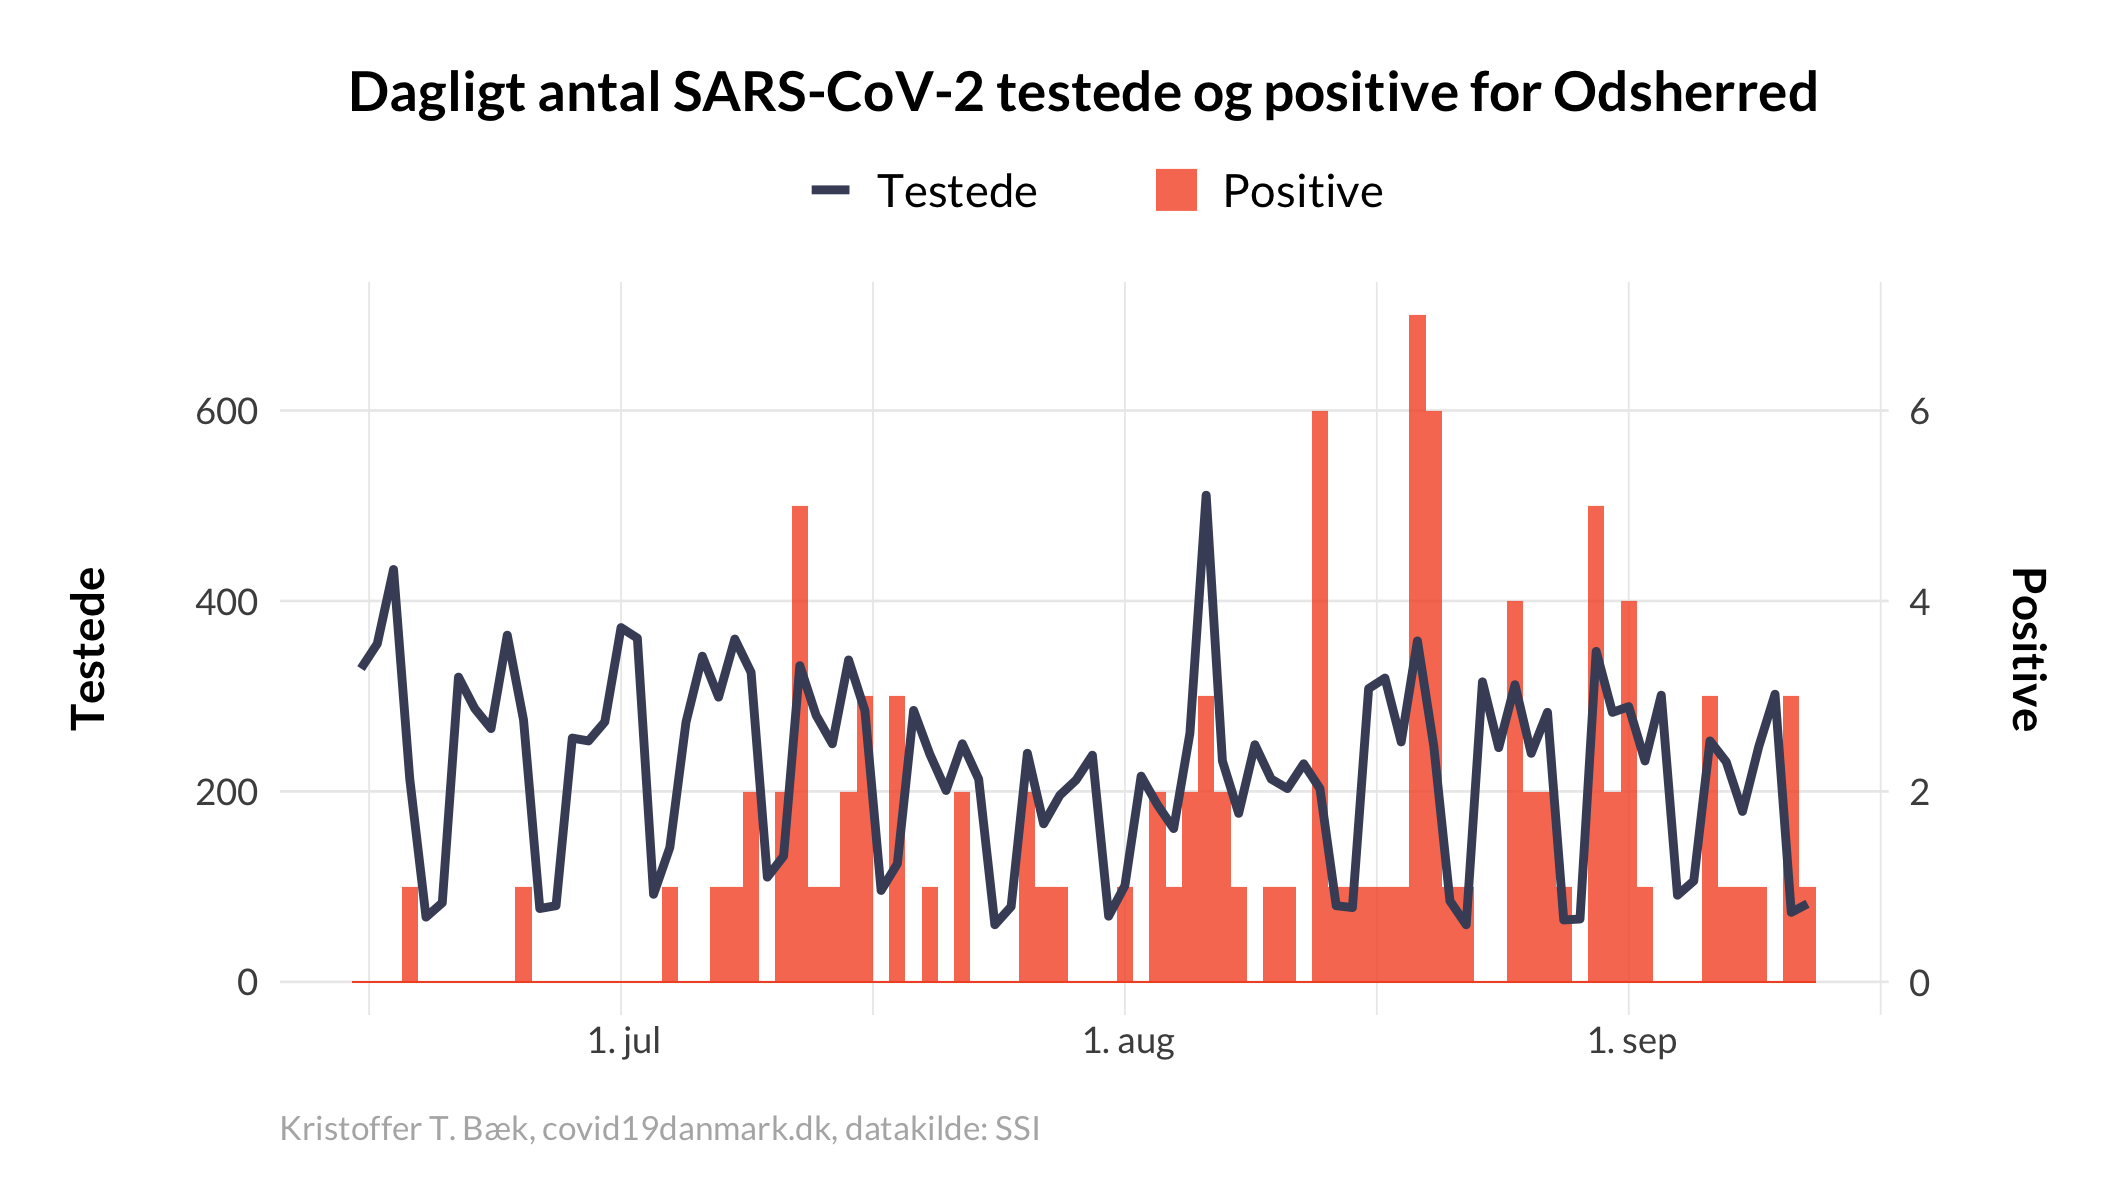 Dagligt antal SARS-CoV-2 testede og positive for Odsherred
Testede
Positive
Testede
600
400
200
0
6
4
2
0
Positive
1. jul
1. aug
1. sep
Kristoffer T. Bæk, covid19danmark.dk, datakilde: SSI